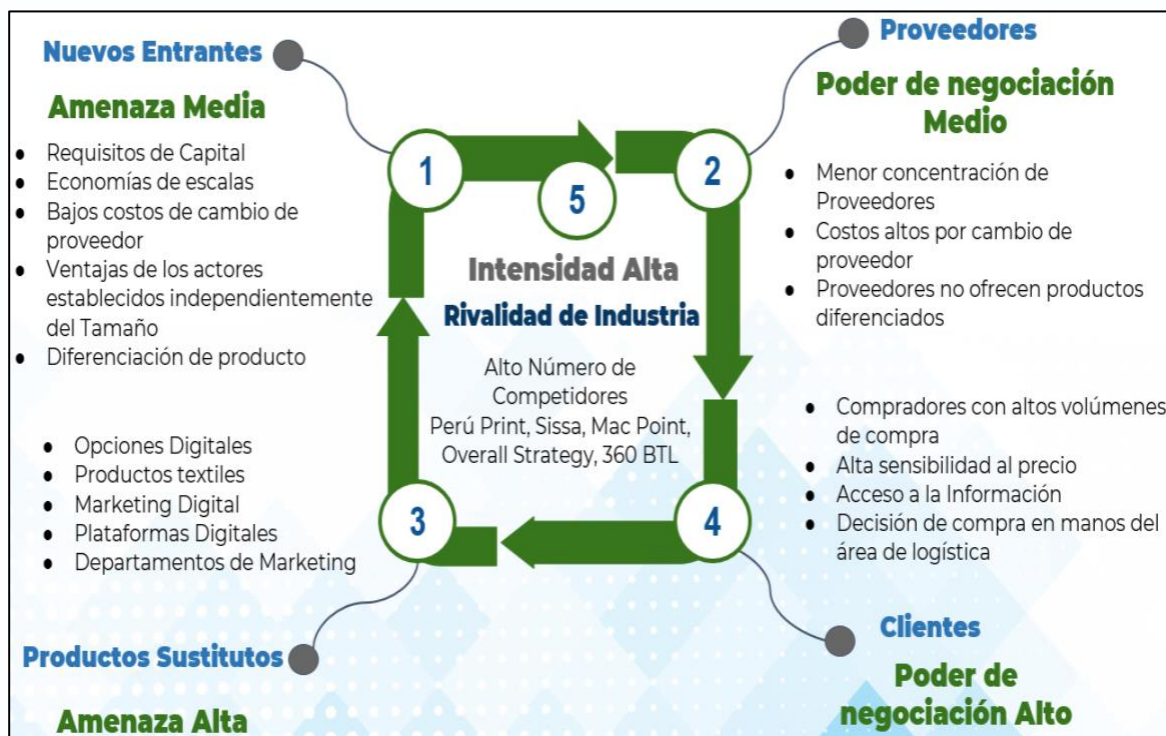 Nuevos Entrantes
Amenaza Media
• Requisitos de Capital
• Economías de escalas
• Bajos costos de cambio de
proveedor
• Ventajas de los actores
establecidos independientemente
del Tamaño
• Diferenciación de producto
1
5
2
Proveedores
Poder de negociación
Medio
• Menor concentración de
Proveedores
• Costos altos por cambio de
proveedor
• Proveedores no ofrecen productos
diferenciados
Intensidad Alta
Rivalidad de Industria
Alto Número de
Competidores
Perú Print, Sissa, Mac Point,
Overall Strategy, 360 BTL
• Opciones Digitales
• Productos textiles
• Marketing Digital
• Plataformas Digitales
• Departamentos de Marketing
3
Productos Sustitutos
Amenaza Alta
4
• Compradores con altos volúmenes
de compra
• Alta sensibilidad al precio
• Acceso a la Información
• Decisión de compra en manos del
área de logística
Clientes
Poder de
negociación Alto